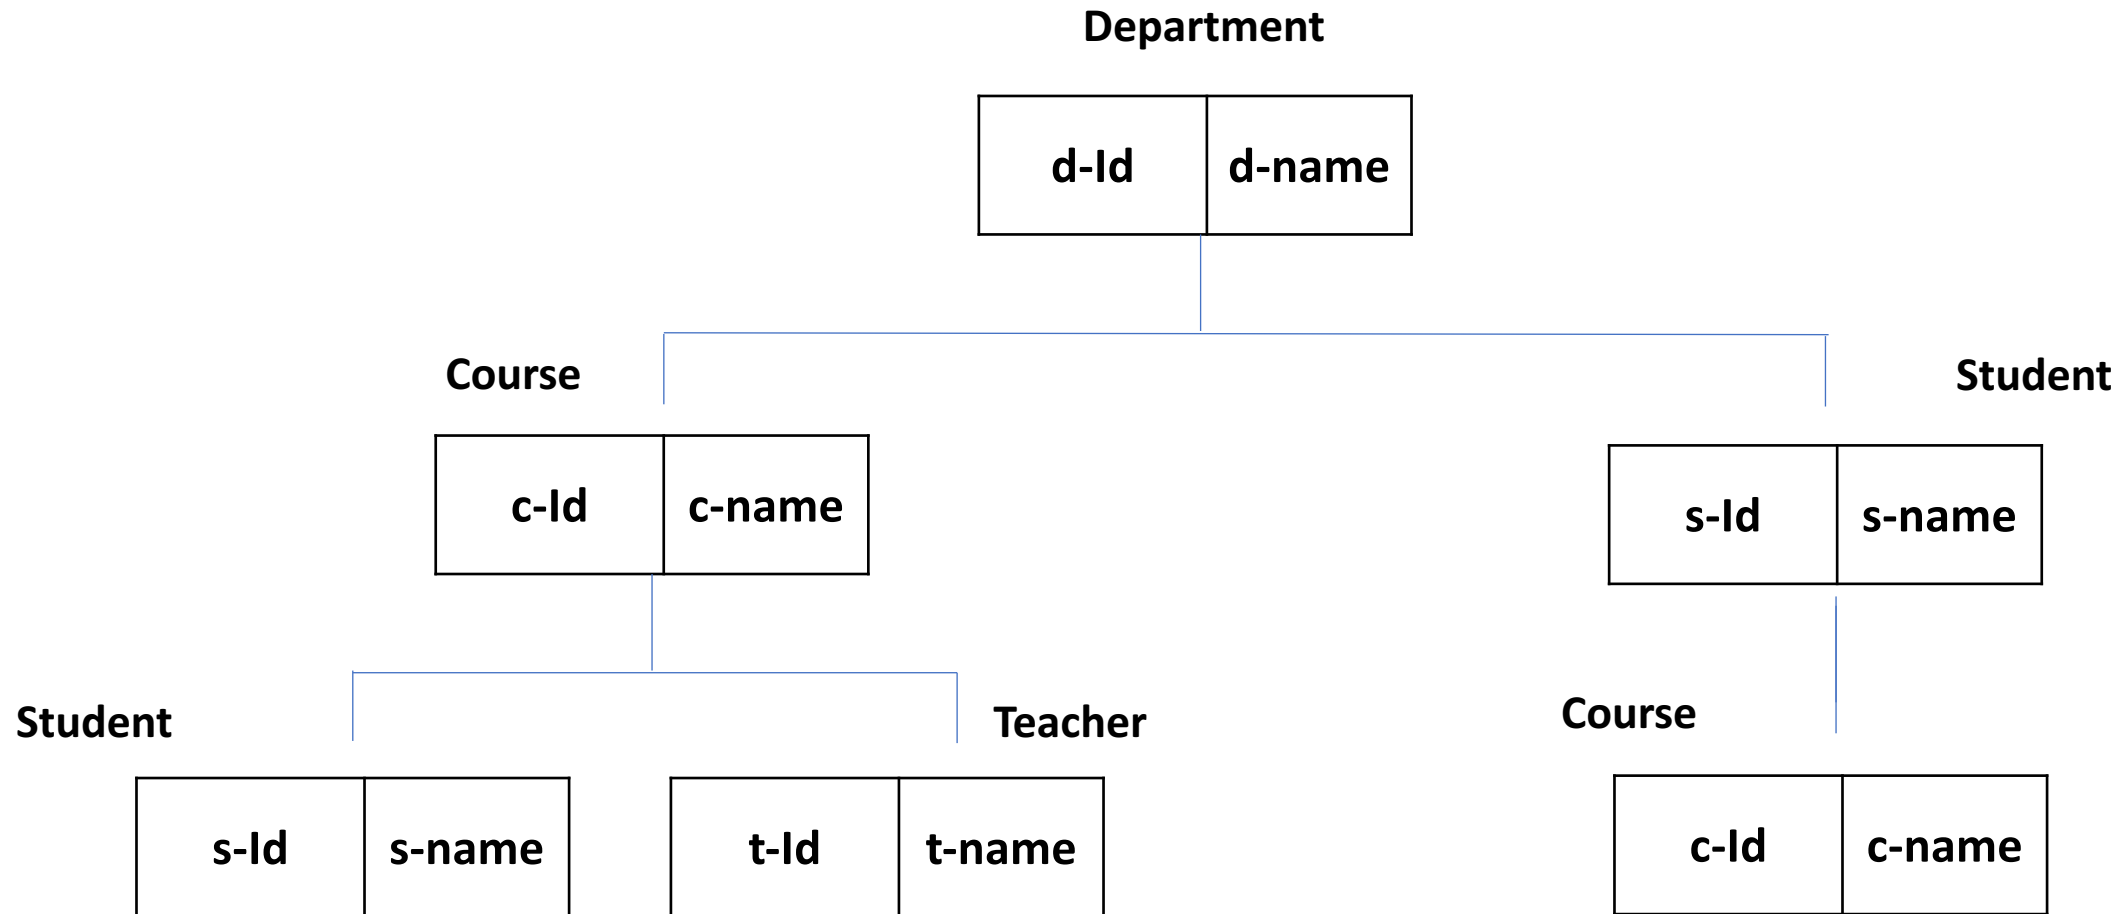 Department
d-Id d-name
Course
Student
c-Id c-name
s-Id s-name
Student
Teacher
Course
s-Id s-name
t-Id t-name
c-Id c-name